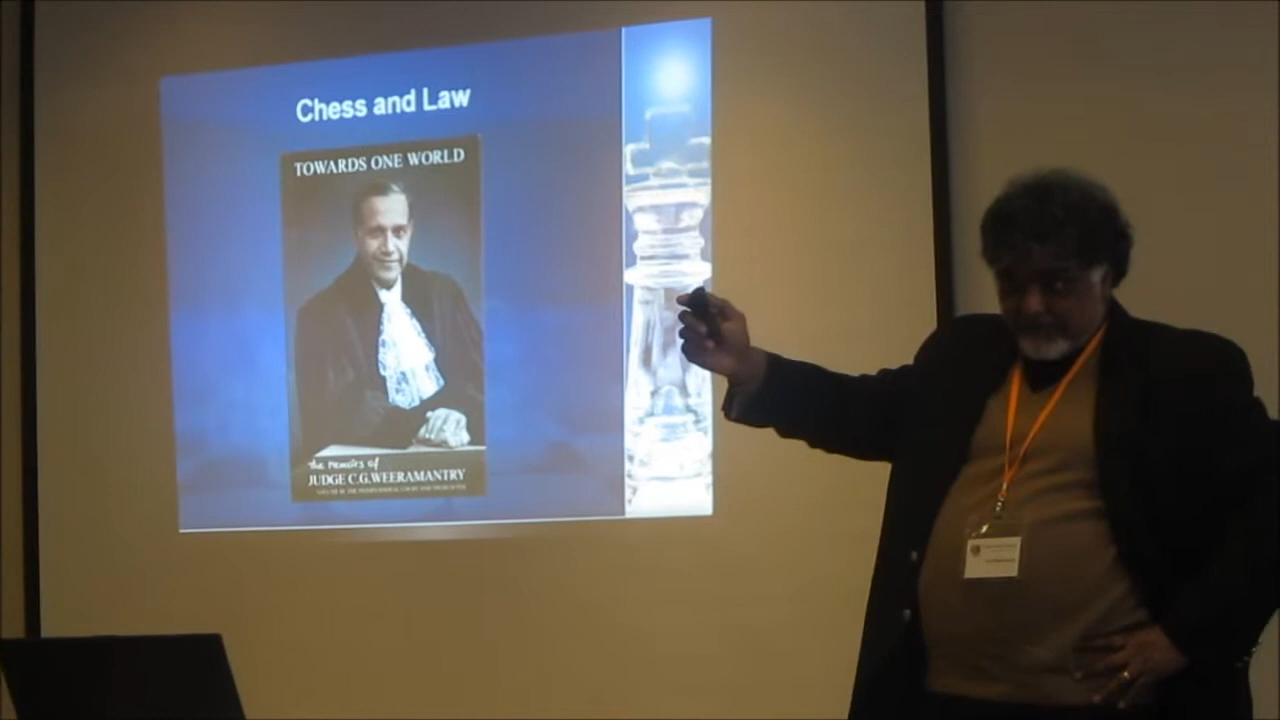 Chess and Law
TOWARDS ONE WORLD
The Memoirs of
JUDGE C.G.WEERAMANTRY